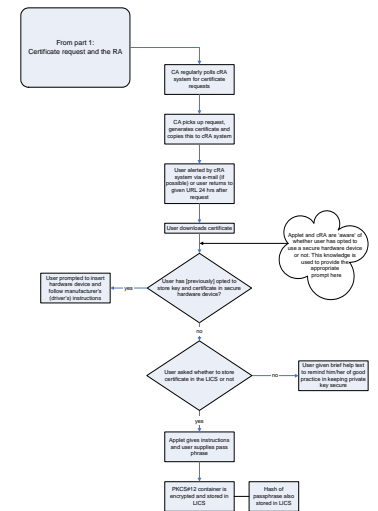 From part 1:
Certificate request and the RA
CA regularly polls cRA
system for certificate
requests
CA picks up request,
generates certificate and
copies this to cRA system
User alerted by cRA
system via e-mail (if
possible) or user returns to
given URL 24 hrs after
request
User downloads certificate
Applet and cRA are 'aware' of
whether user has opted to
use a secure hardware device
or not. This knowledge is
used to provide the
appropriate
prompt here
User has [previously] opted to
store key and certificate in secure
hardware device?
yes
User prompted to insert
hardware device and
follow manufacturer's
(driver's) instructions
no
User asked whether to store
certificate in the LICS or not
no
User given brief help text
to remind him/her of good
practice in keeping private
key secure
yes
Applet gives instructions
and user supplies pass
phrase
PKCS#12 container is
encrypted and stored in
LICS
Hash of
passphrase also
stored in LICS